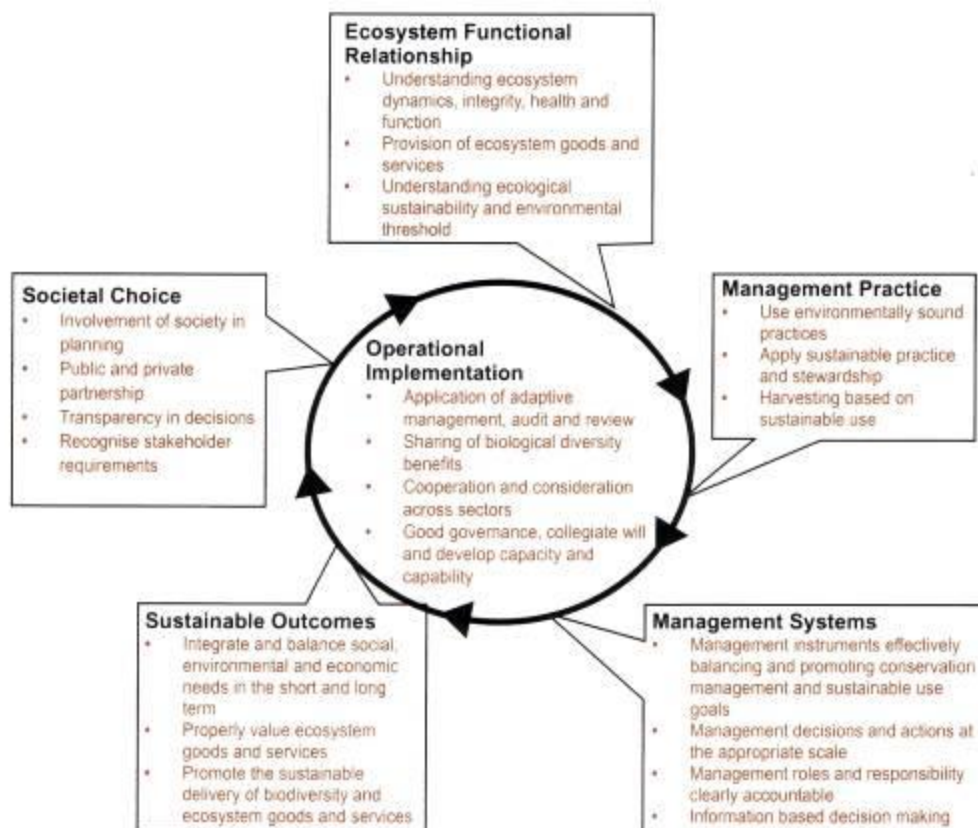 Ecosystem Functional
Relationship
• Understanding ecosystem
dynamics, integrity, health and
function
• Provision of ecosystem goods and
services
• Understanding ecological
sustainability and environmental
threshold
Societal Choice
• Involvement of society in
planning
• Public and private
partnership
• Transparency in decisions
• Recognise stakeholder
requirements
Operational
Implementation
• Application of adaptive
management, audit and review
• Sharing of biological diversity
benefits
• Cooperation and consideration
across sectors
• Good governance, collegiate will
and develop capacity and
capability
Management Practice
• Use environmentally sound
practices
• Apply sustainable practice
and stewardship
• Harvesting based on
sustainable use
Sustainable Outcomes
• Integrate and balance social,
environmental and economic
needs in the short and long
term
• Properly value ecosystem
goods and services
• Promote the sustainable
delivery of biodiversity and
ecosystem goods and services
Management Systems
• Management instruments effectively
balancing and promoting conservation
management and sustainable use
goals
• Management decisions and actions at
the appropriate scale
• Management roles and responsibility
clearly accountable
• Information based decision making